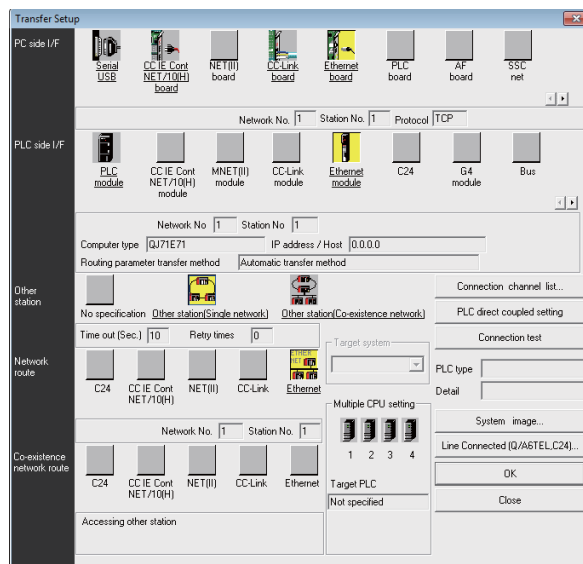 Transfer Setup
PC side I/F
Serial USB
CC IE Cont NET/10(H) board
NET(II) board
CC-Link board
Ethernet board
PLC board
AF board
SSC net
Network No. 1 Station No. 1 Protocol TCP
PLC side I/F
PLC module
CC IE Cont NET/10(H) module
MNET(II) module
CC-Link module
Ethernet module
C24
G4 module
Bus
Network No 1 Station No 1
Computer type QJ71E71 IP address / Host 0.0.0.0
Routing parameter transfer method Automatic transfer method
Other station
No specification
Other station(Single network)
Other station(Co-existence network)
Time out (Sec.) 10 Retry times 0
Network route
C24
CC IE Cont NET/10(H)
NET(II)
CC-Link
ETHER NET
Ethernet
Network No. 1 Station No. 1
Co-existence network route
C24
CC IE Cont NET/10(H)
NET(II)
CC-Link
Ethernet
Accessing other station
Target system
Multiple CPU setting
1 2 3 4
Target PLC
Not specified
Connection channel list...
PLC direct coupled setting
Connection test
PLC type
Detail
System image...
Line Connected (Q/A6TEL,C24)...
OK
Close